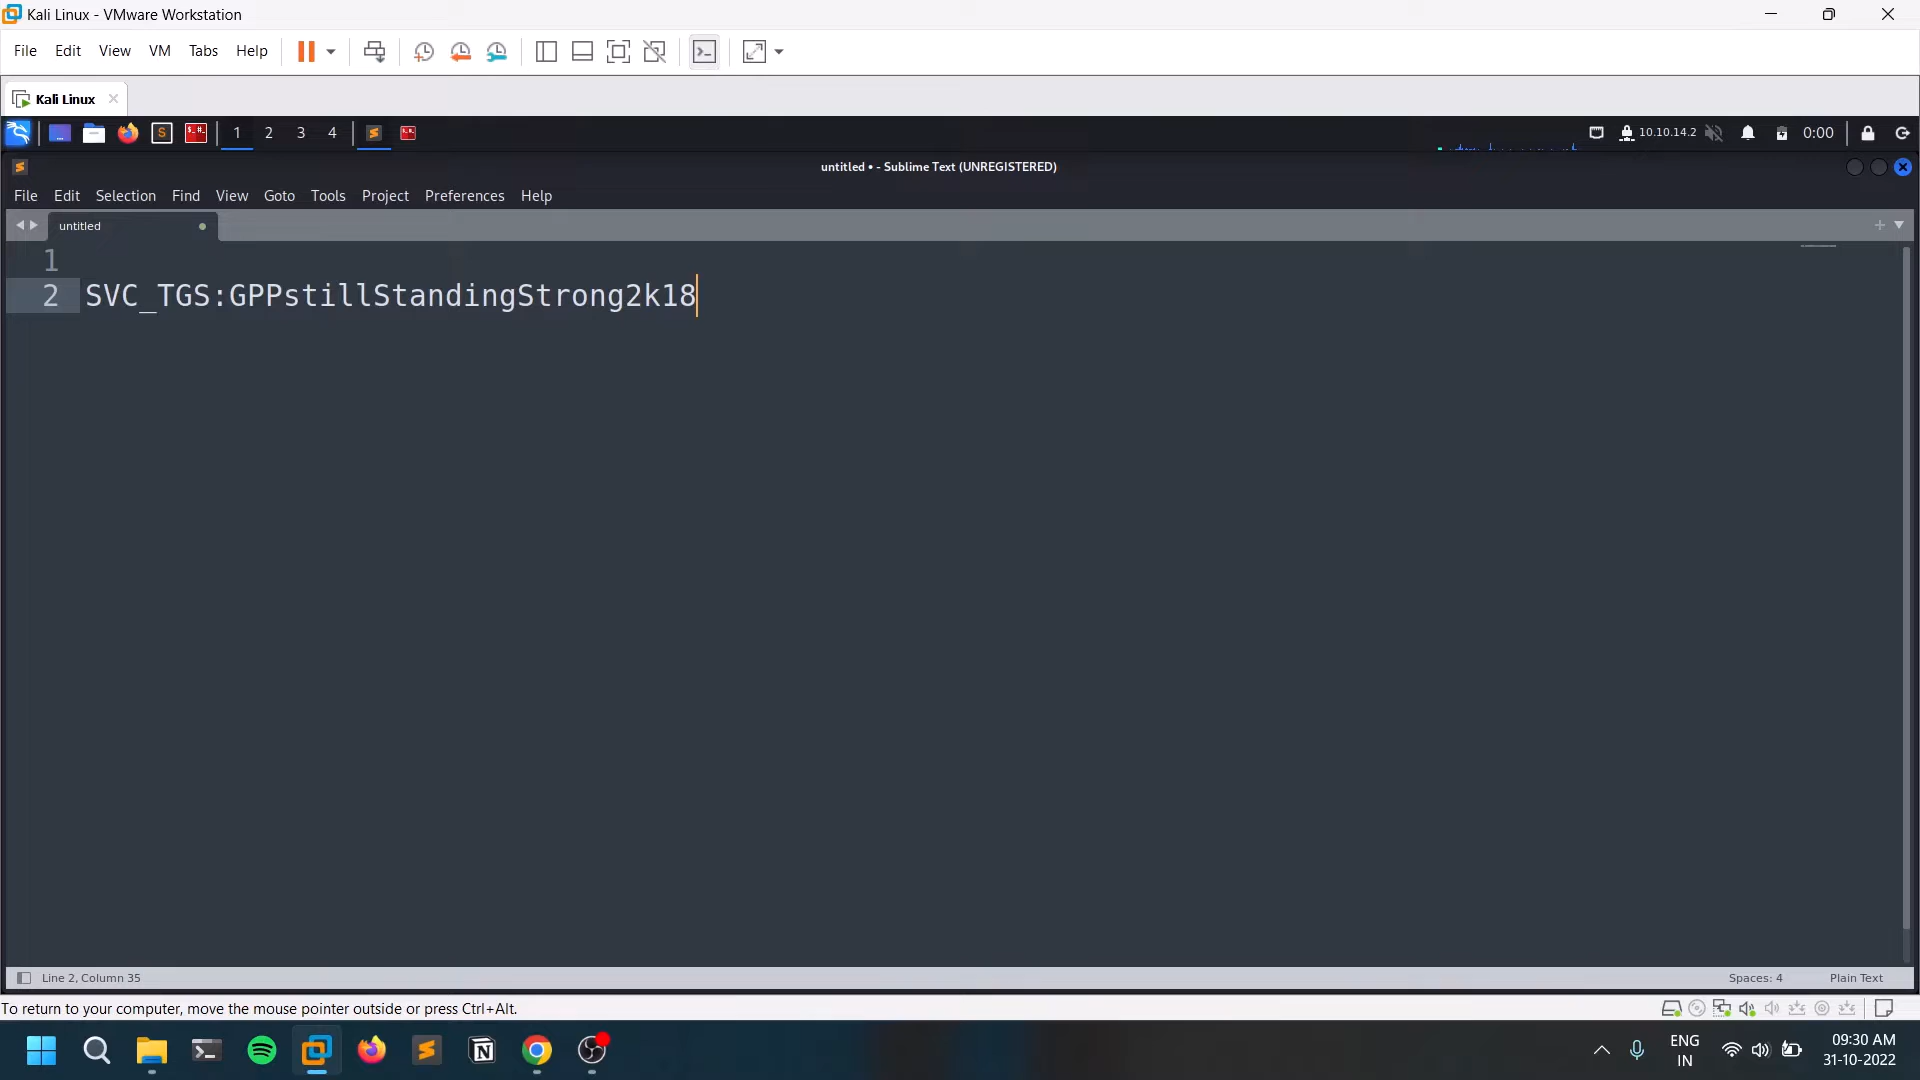 Kali Linux - VMware Workstation
File Edit View VM Tabs Help
Kali Linux
1 2 3 4 10.10.14.2 0:00
untitled • - Sublime Text (UNREGISTERED)
File Edit Selection Find View Goto Tools Project Preferences Help
untitled
1
2 SVC_TGS:GPPstillStandingStrong2k18
Line 2, Column 35 Spaces: 4 Plain Text
To return to your computer, move the mouse pointer outside or press Ctrl+Alt.
ENG 09:30 AM
IN 31-10-2022